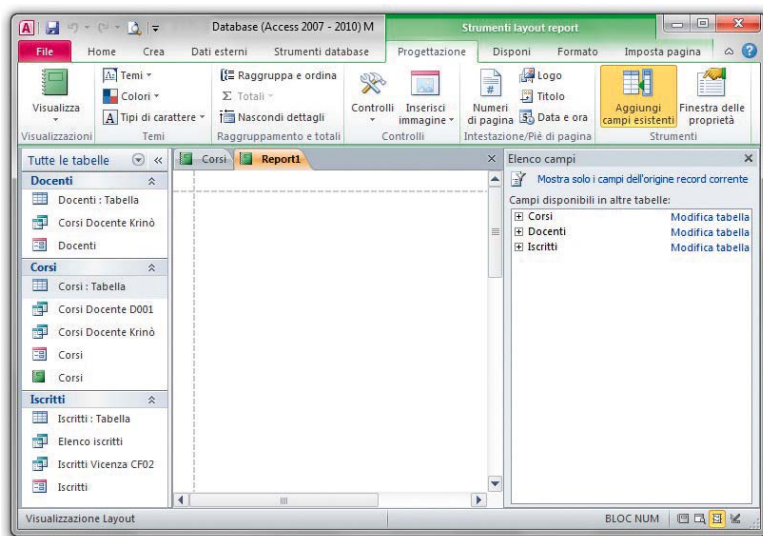 Database (Access 2007 - 2010) M
Strumenti layout report
File Home Crea Dati esterni Strumenti database Progettazione Disponi Formato Imposta pagina
Visualizza
Temi
Colori
Tipi di carattere
Raggruppa e ordina
Totali
Nascondi dettagli
Controlli
Inserisci immagine
Numeri di pagina
Logo
Titolo
Data e ora
Aggiungi campi esistenti
Finestra delle proprietà
Visualizzazioni Temi Raggruppamento e totali Controlli Intestazione/Piè di pagina Strumenti
Tutte le tabelle
Docenti
Docenti : Tabella
Corsi Docente Krinò
Docenti
Corsi
Corsi : Tabella
Corsi Docente D001
Corsi Docente Krinò
Corsi
Corsi
Iscritti
Iscritti : Tabella
Elenco iscritti
Iscritti Vicenza CF02
Iscritti
Corsi Report1
Elenco campi
Mostra solo i campi dell'origine record corrente
Campi disponibili in altre tabelle:
Corsi Modifica tabella
Docenti Modifica tabella
Iscritti Modifica tabella
Visualizzazione Layout BLOC NUM